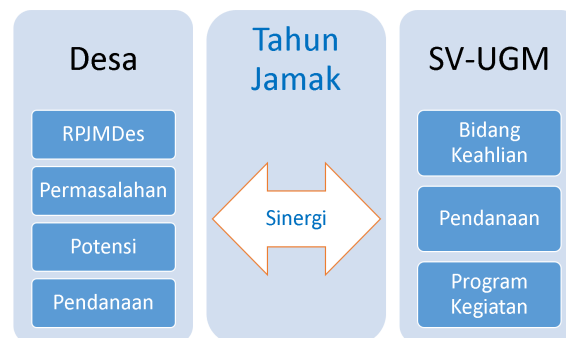 Desa
RPJMDes
Permasalahan
Potensi
Pendanaan
Tahun
Jamak
Sinergi
SV-UGM
Bidang
Keahlian
Pendanaan
Program
Kegiatan